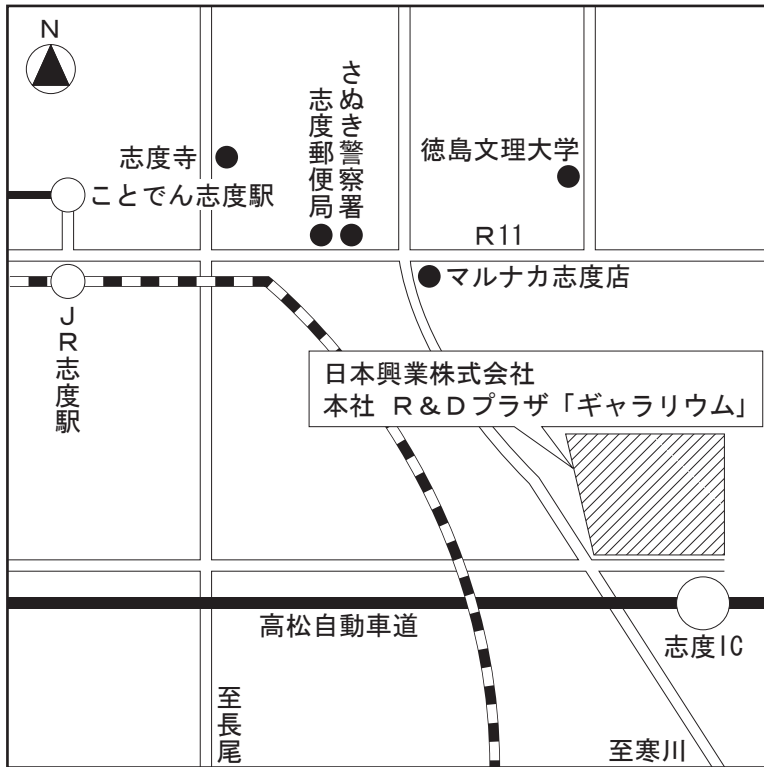 N
さぬき警察署
志度郵便局
志度寺
徳島文理大学
ことでん志度駅
R11
マルナカ志度店
JR志度駅
日本興業株式会社
本社 R&Dプラザ「ギャラリウム」
高松自動車道
志度IC
至長尾
至寒川